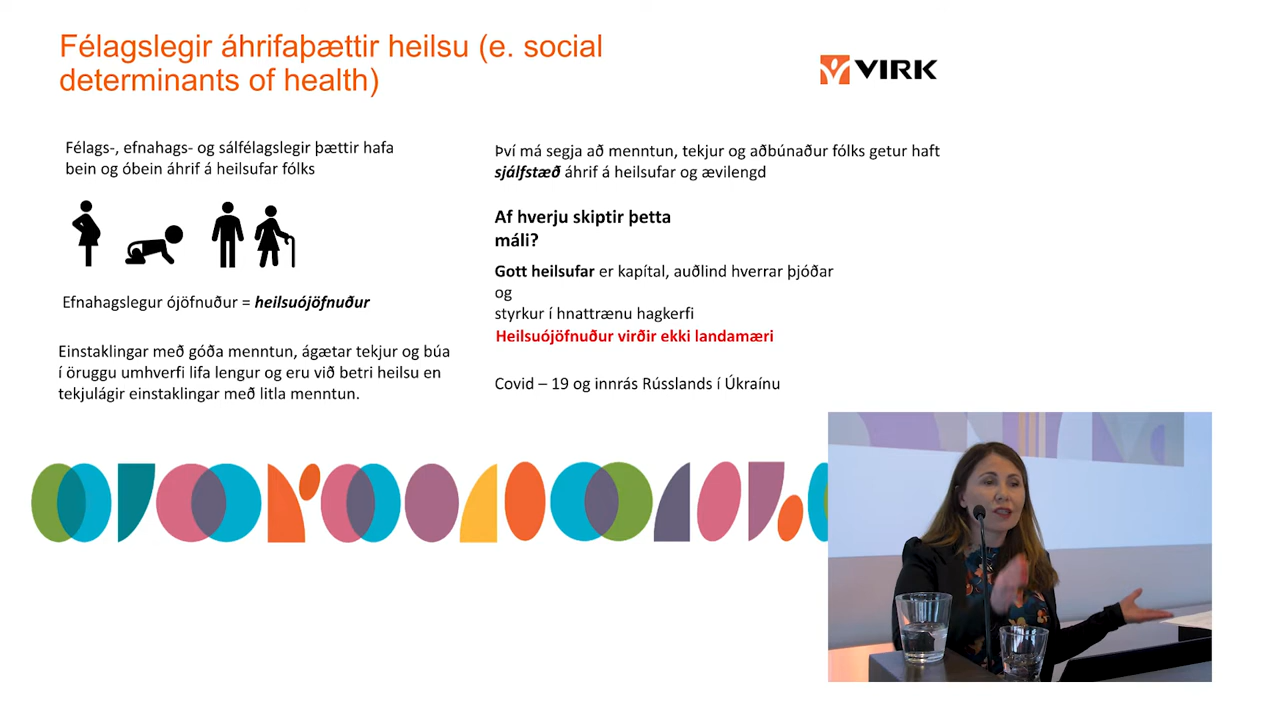 Félagslegir áhrifaþættir heilsu (e. social
determinants of health)
VIRK
Félags-, efnahags- og sálfélagslegir þættir hafa
bein og óbein áhrif á heilsufar fólks
Efnahagslegur ójöfnuður = heilsuójöfnuður
Einstaklingar með góða menntun, ágætar tekjur og búa
í öruggu umhverfi lifa lengur og eru við betri heilsu en
tekjulágir einstaklingar með litla menntun.
Því má segja að menntun, tekjur og aðbúnaður fólks getur haft
sjálfstæð áhrif á heilsufar og ævilengd
Af hverju skiptir þetta
máli?
Gott heilsufar er kapítal, auðlind hverrar þjóðar
og
styrkur í hnattrænu hagkerfi
Heilsuójöfnuður virðir ekki landamæri
Covid – 19 og innrás Rússlands í Úkraínu